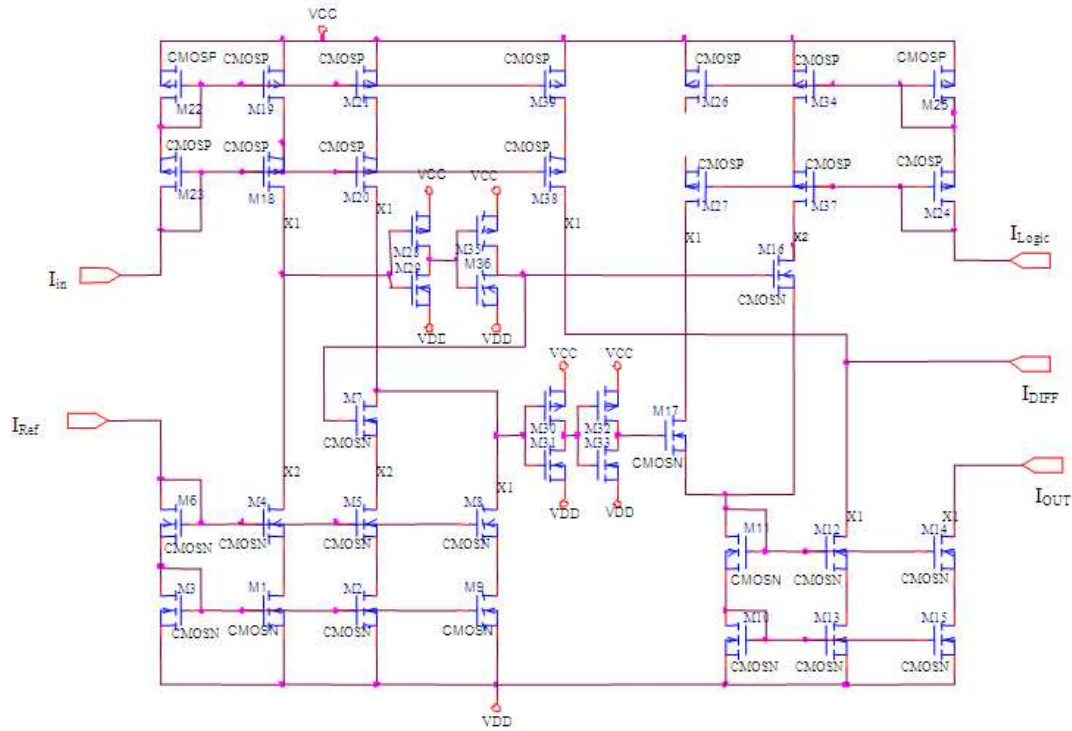 VCC
CMOSP CMOSP CMOSP CMOSP CMOSP CMOSP CMOSP
M22 M19 M21 M39 M26 M34 M25
CMOSP CMOSP CMOSP CMOSP CMOSP CMOSP CMOSP
M23 M18 M20 M38 M27 M37 M24
VCC VCC
X1 X1 X1 X1 X2
M28 M35 M16
M29 M36
I_in
I_Logic
CMOSN
VDD VDD
VCC VCC
I_DIFF
M7 M30 M32 M17
I_Ref
M31 M33
CMOSN CMOSN
X2 X2 X1
I_OUT
VDD VDD
M6 M4 M5 M8
X1 X1
M11 M12 M14
CMOSN CMOSN CMOSN CMOSN
CMOSN CMOSN CMOSN
M3 M1 M2 M9
M10 M13 M15
CMOSN CMOSN CMOSN CMOSN
CMOSN CMOSN CMOSN
VDD